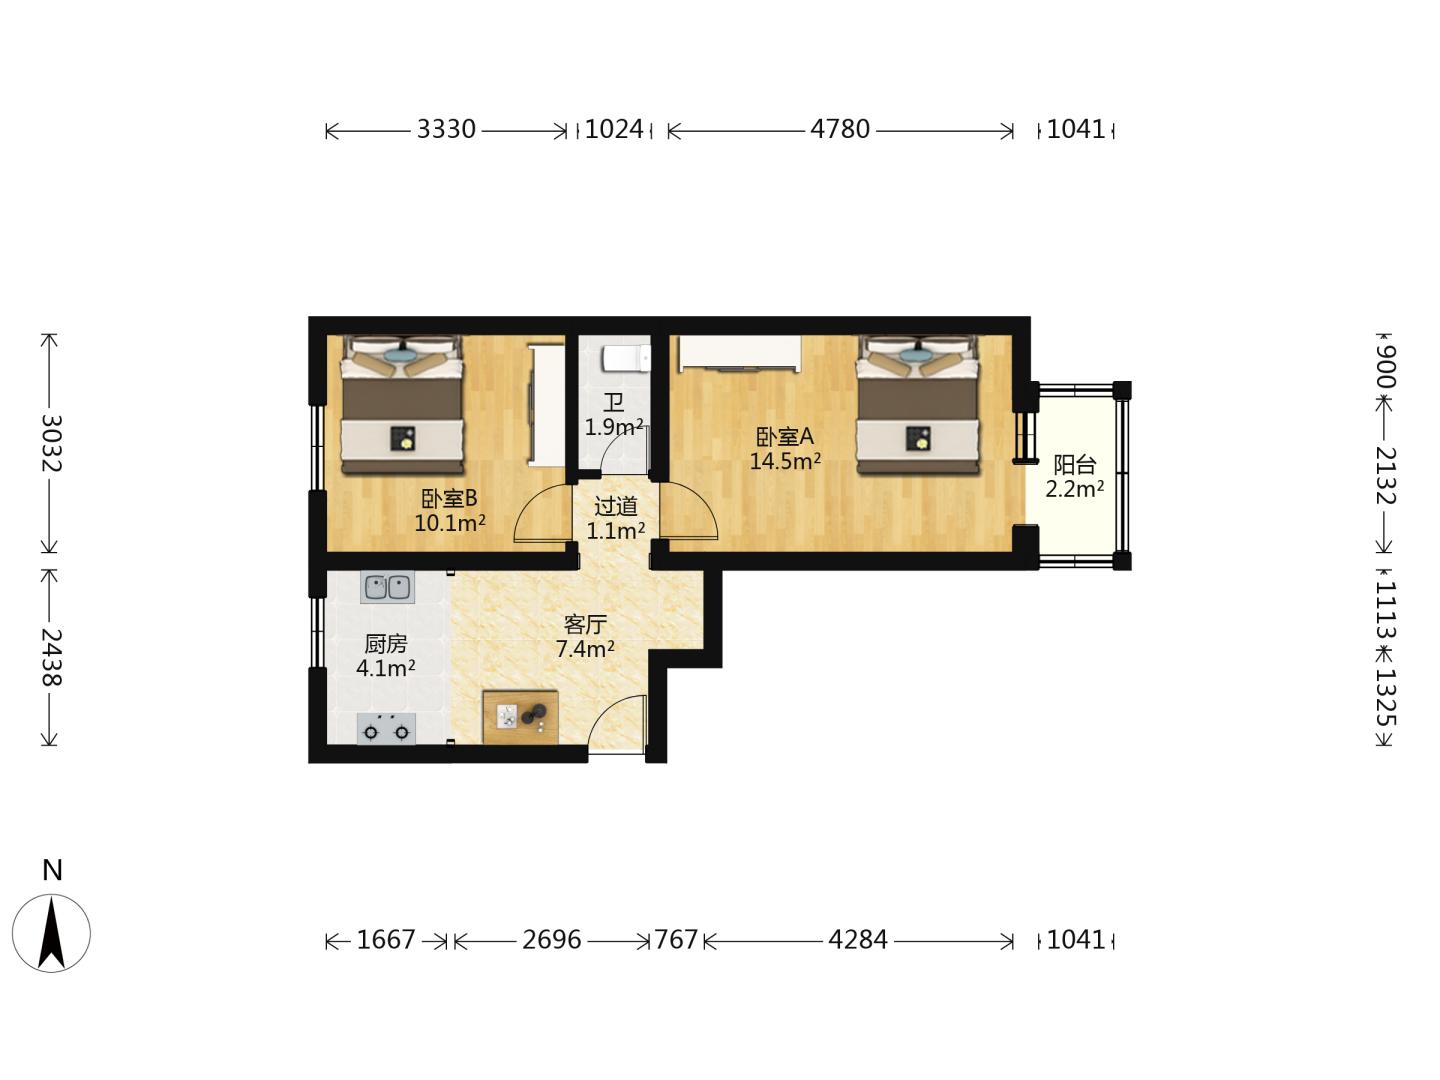 3330 1024 4780 1041
900
2132
1113
1325
3032
2438
卫
1.9m²
卧室A
14.5m²
阳台
2.2m²
卧室B
10.1m²
过道
1.1m²
厨房
4.1m²
客厅
7.4m²
N
1667 2696 767 4284 1041